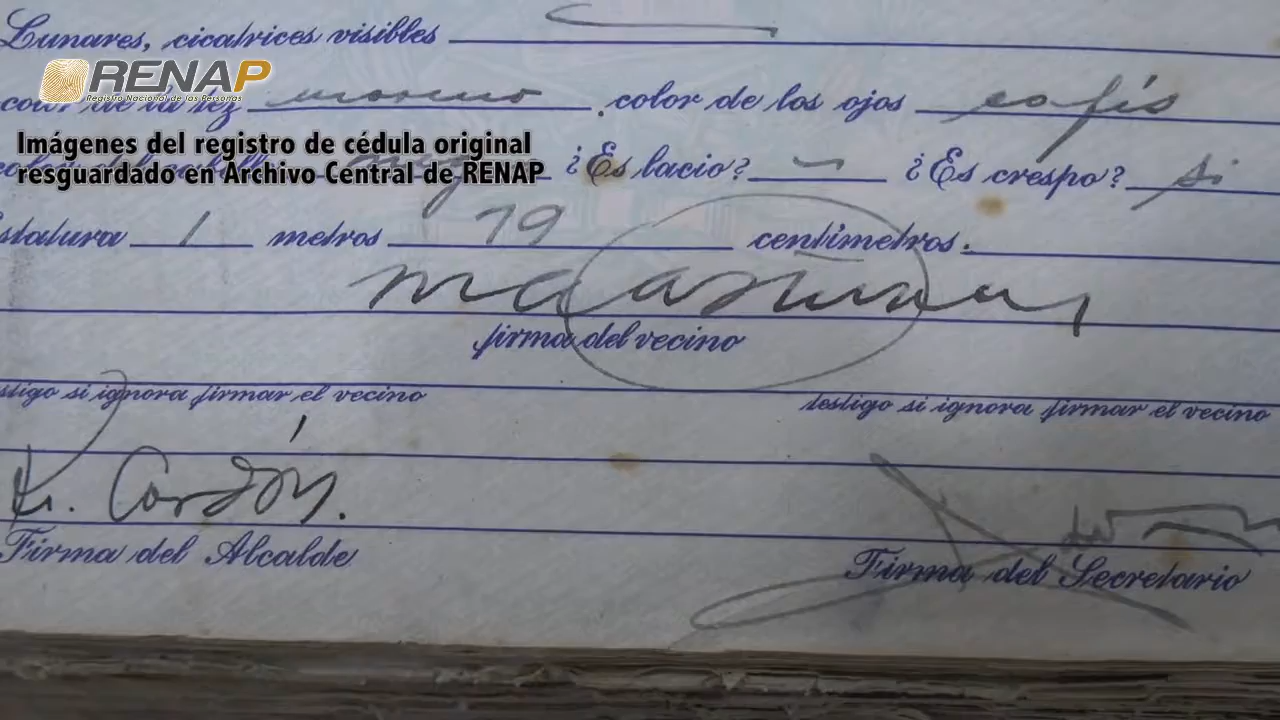 Lunares, cicatrices visibles
RENAP
Registro Nacional de las Personas
color de la téz moreno . color de los ojos cafés
Imágenes del registro de cédula original
resguardado en Archivo Central de RENAP
¿Es lacio? ¿Es crespo? si
statura 1 metros 79 centímetros.
firma del vecino
stigo si ignora firmar el vecino testigo si ignora firmar el vecino
Cordón.
Firma del Alcalde Firma del Secretario